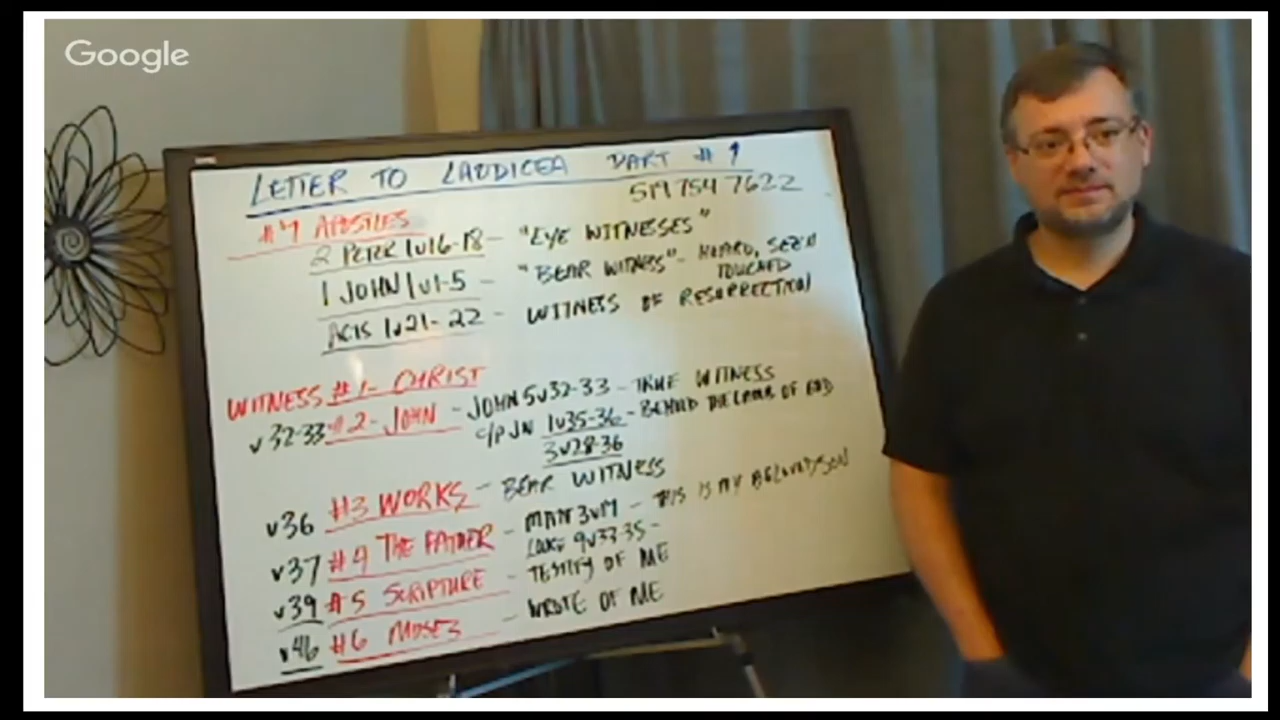 Google
LETTER TO LAODICEA PART # 9
519 754 7622
#7 APOSTLES
2 PETER 1v16-18 - "EYE WITNESSES"
1 JOHN 1v1-5 - "BEAR WITNESS" - HEARD, SEEN
TOUCHED
ACTS 1v21-22 - WITNESS OF RESURRECTION
WITNESS #1- CHRIST
v32-33 #2- JOHN - JOHN 5v32-33 - TRUE WITNESS
c/p JN 1v35-36 - BEHOLD THE LAMB OF GOD
3v28-36
v36 #3 WORKS - BEAR WITNESS
v37 #4 THE FATHER - MATT 3v17 - THIS IS MY BELOVED SON
LUKE 9v33-35 -
v39 #5 SCRIPTURE - TESTIFY OF ME
v46 #6 MOSES - WROTE OF ME